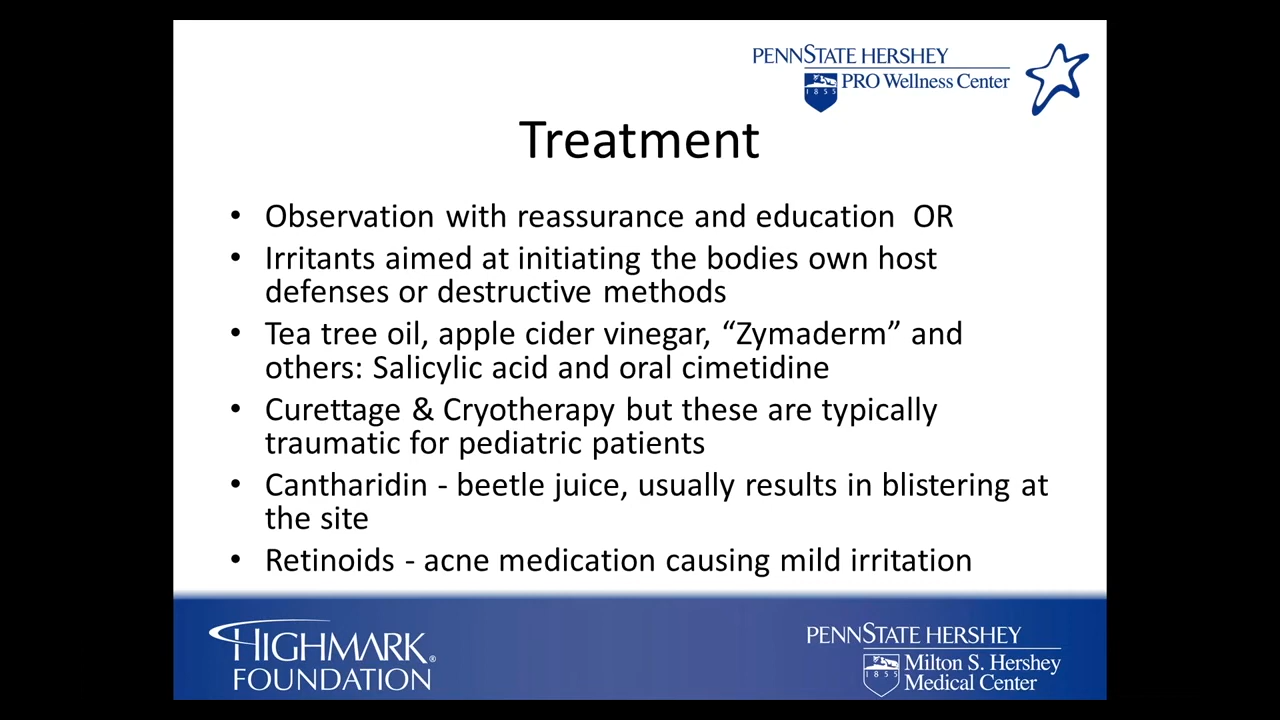 PENNSTATE HERSHEY
PRO Wellness Center
1855
Treatment
• Observation with reassurance and education OR
• Irritants aimed at initiating the bodies own host
defenses or destructive methods
• Tea tree oil, apple cider vinegar, “Zymaderm” and
others: Salicylic acid and oral cimetidine
• Curettage & Cryotherapy but these are typically
traumatic for pediatric patients
• Cantharidin - beetle juice, usually results in blistering at
the site
• Retinoids - acne medication causing mild irritation
HIGHMARK®
FOUNDATION
PENNSTATE HERSHEY
1855
Milton S. Hershey
Medical Center